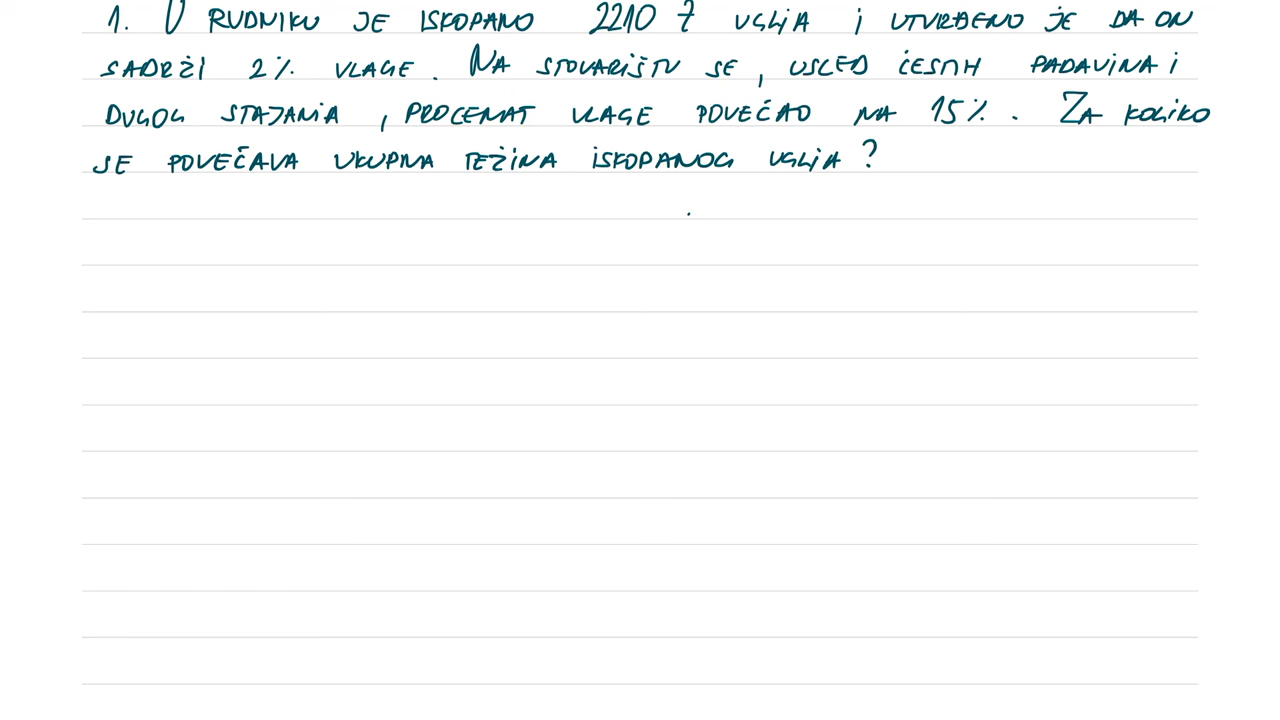 1. U RUDNIKU JE ISKOPANO 2210 t UGLJA I UTVRĐENO JE DA ON
SADRŽI 2% VLAGE. NA STOVARIŠTU SE, USLED ČESTIH PADAVINA I
DUGOG STAJANJA, PROCENAT VLAGE POVEĆAO NA 15%. ZA KOLIKO
SE POVEĆAVA UKUPNA TEŽINA ISKOPANOG UGLJA?